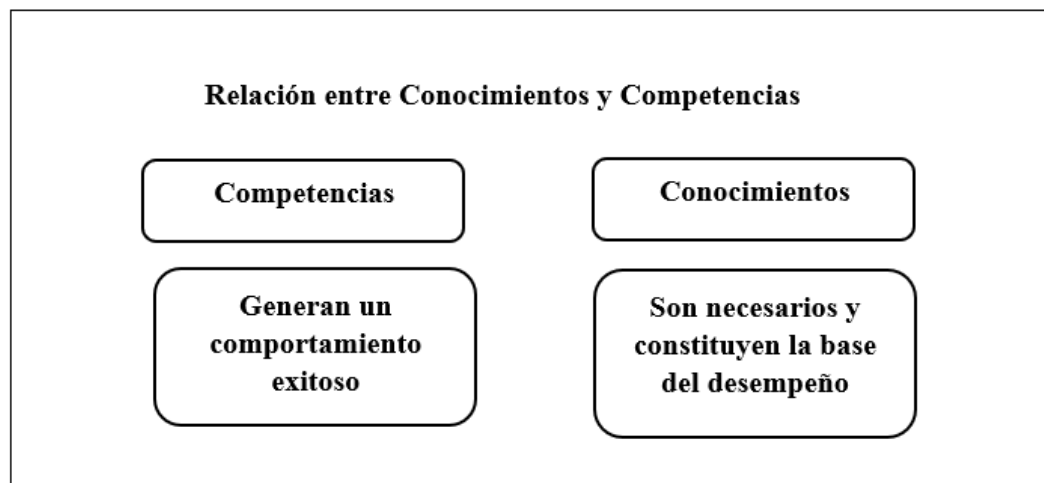 Relación entre Conocimientos y Competencias
Competencias
Conocimientos
Generan un
comportamiento
exitoso
Son necesarios y
constituyen la base
del desempeño